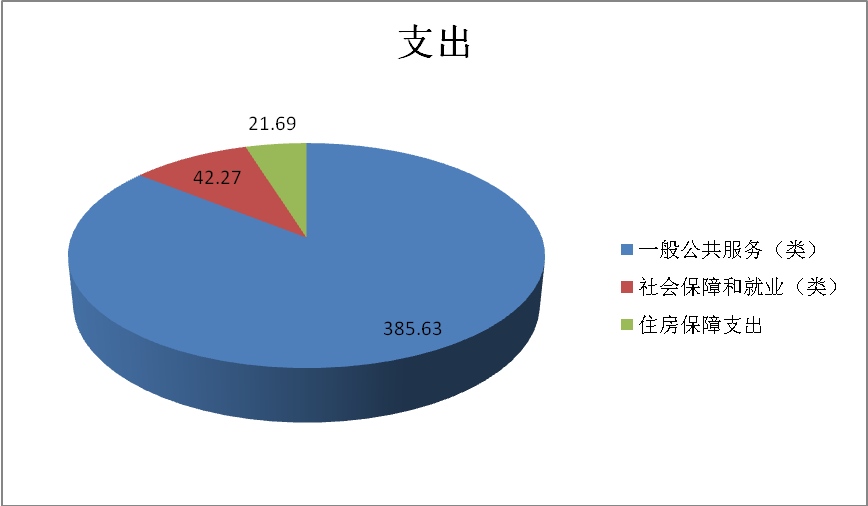 支出
21.69
42.27
385.63
一般公共服务（类）
社会保障和就业（类）
住房保障支出